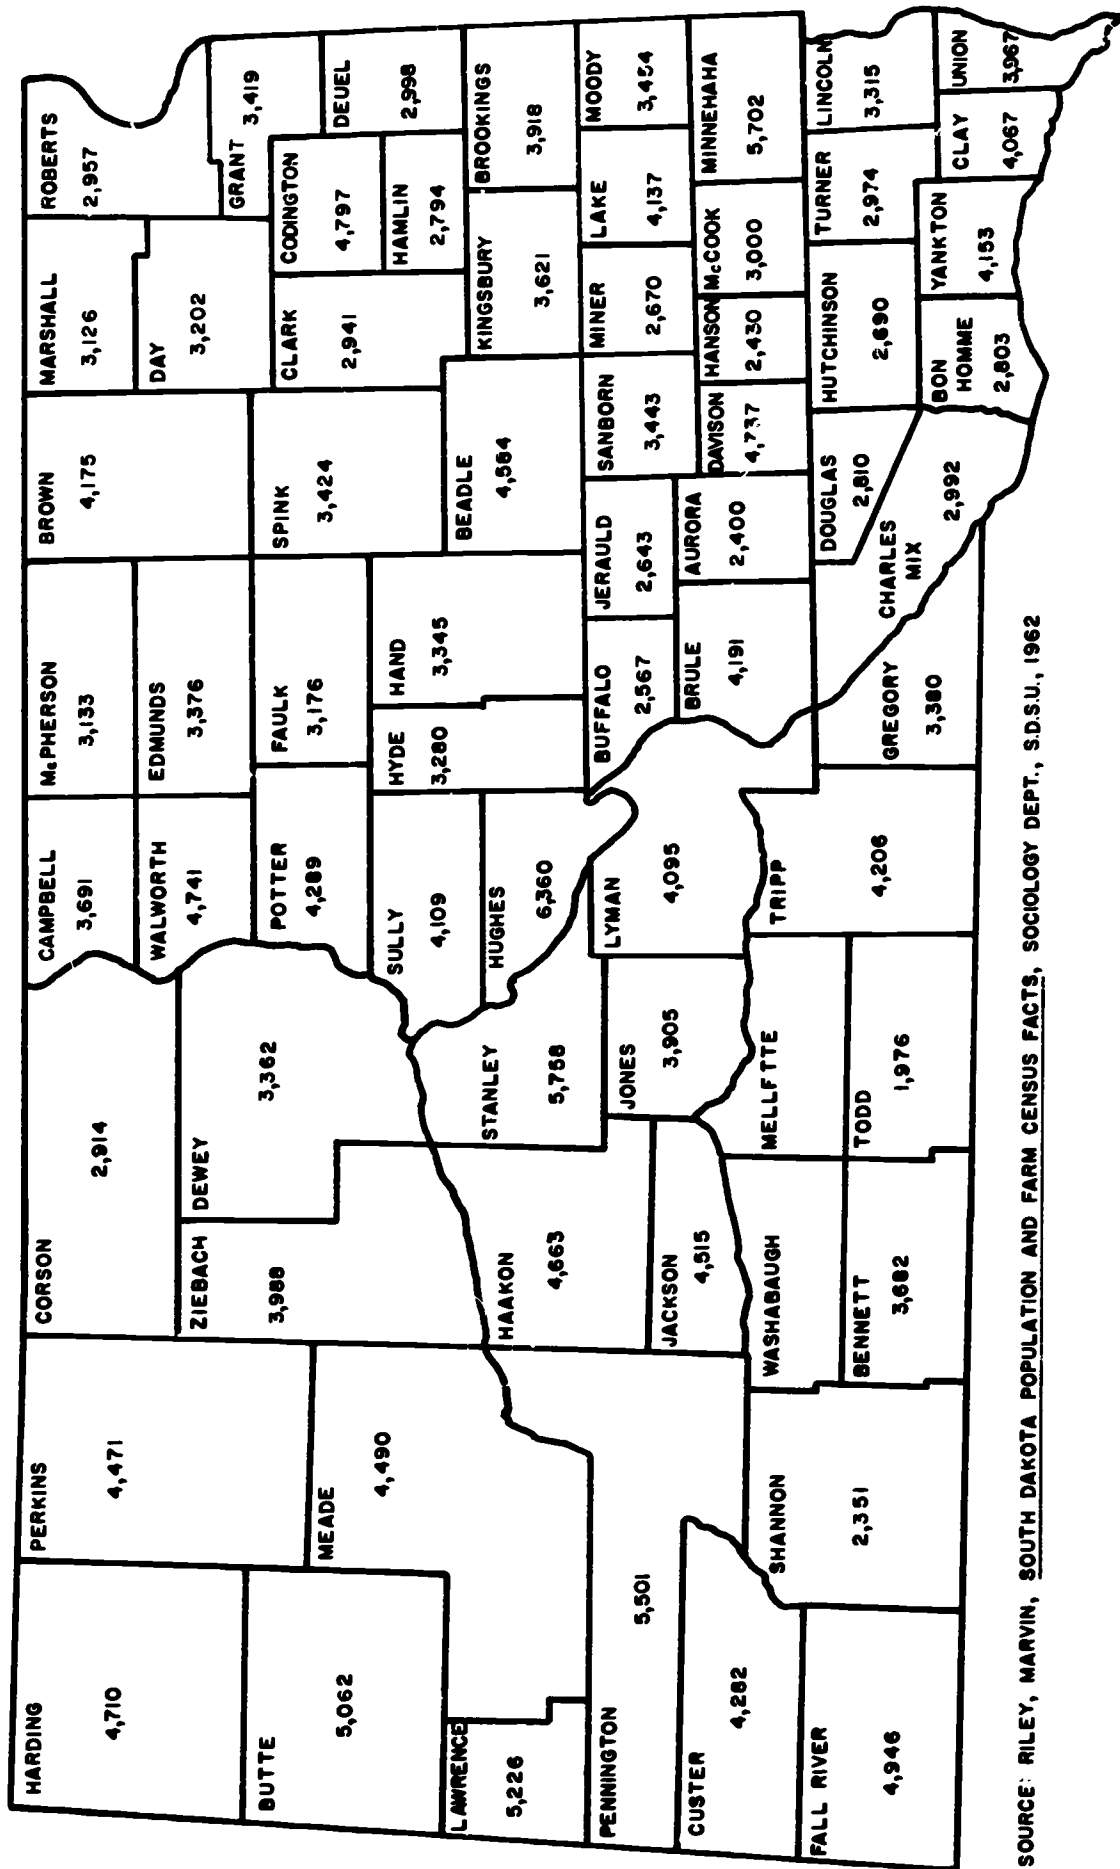 HARDING
4,710
PERKINS
4,471
CORSON
2,914
CAMPBELL
3,691
McPHERSON
3,133
BROWN
4,175
MARSHALL
3,126
ROBERTS
2,957
WALWORTH
4,741
EDMUNDS
3,376
DAY
3,202
GRANT
3,419
BUTTE
5,062
MEADE
4,490
ZIEBACH
3,988
DEWEY
3,362
POTTER
4,289
FAULK
3,176
SPINK
3,424
CLARK
2,941
CODINGTON
4,797
DEUEL
2,998
HAMLIN
2,794
SULLY
4,109
HYDE
3,280
HAND
3,345
BEADLE
4,584
KINGSBURY
3,621
BROOKINGS
3,918
LAWRENCE
5,226
HAAKON
4,663
STANLEY
5,768
HUGHES
6,360
PENNINGTON
5,501
JACKSON
4,515
JONES
3,905
LYMAN
4,095
BUFFALO
2,567
JERAULD
2,643
SANBORN
3,443
MINER
2,670
LAKE
4,137
MOODY
3,454
BRULE
4,191
AURORA
2,400
DAVISON
4,737
HANSON
2,430
McCOOK
3,000
MINNEHAHA
5,702
CUSTER
4,282
SHANNON
2,351
WASHABAUGH
MELLFTTE
TRIPP
4,206
FALL RIVER
4,946
BENNETT
3,682
TODD
1,976
GREGORY
3,380
CHARLES
MIX
2,992
DOUGLAS
2,810
HUTCHINSON
2,690
TURNER
2,974
LINCOLN
3,315
BON
HOMME
2,803
YANKTON
4,153
CLAY
4,067
UNION
3,967
SOURCE: RILEY, MARVIN, SOUTH DAKOTA POPULATION AND FARM CENSUS FACTS, SOCIOLOGY DEPT., S.D.S.U., 1962